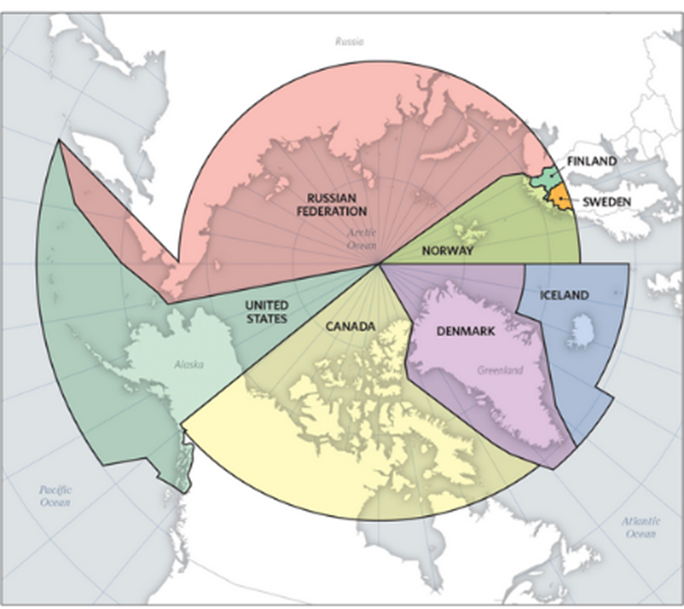 Russia
FINLAND
SWEDEN
RUSSIAN
FEDERATION
Arctic
Ocean
NORWAY
ICELAND
UNITED
STATES
CANADA
DENMARK
Alaska
Greenland
Pacific
Ocean
Atlantic
Ocean